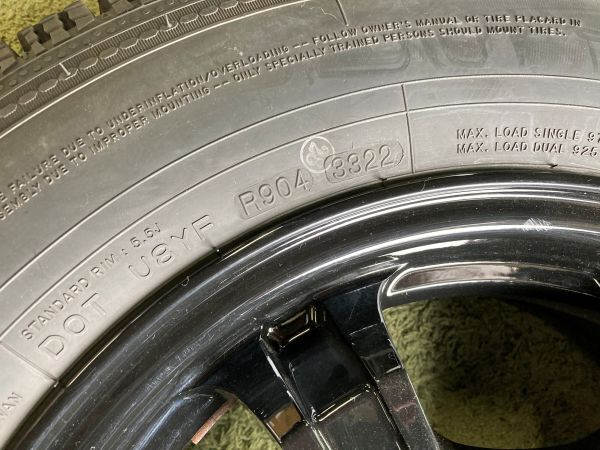 FAILURE DUE TO UNDERINFLATION/OVERLOADING -- FOLLOW OWNER'S MANUAL OR TIRE PLACARD IN
DUE TO IMPROPER MOUNTING -- ONLY SPECIALLY TRAINED PERSONS SHOULD MOUNT TIRES.
MAX. LOAD SINGLE 97
MAX. LOAD DUAL 925
STANDARD RIM : 5.5J
DOT U8YF R904 3322